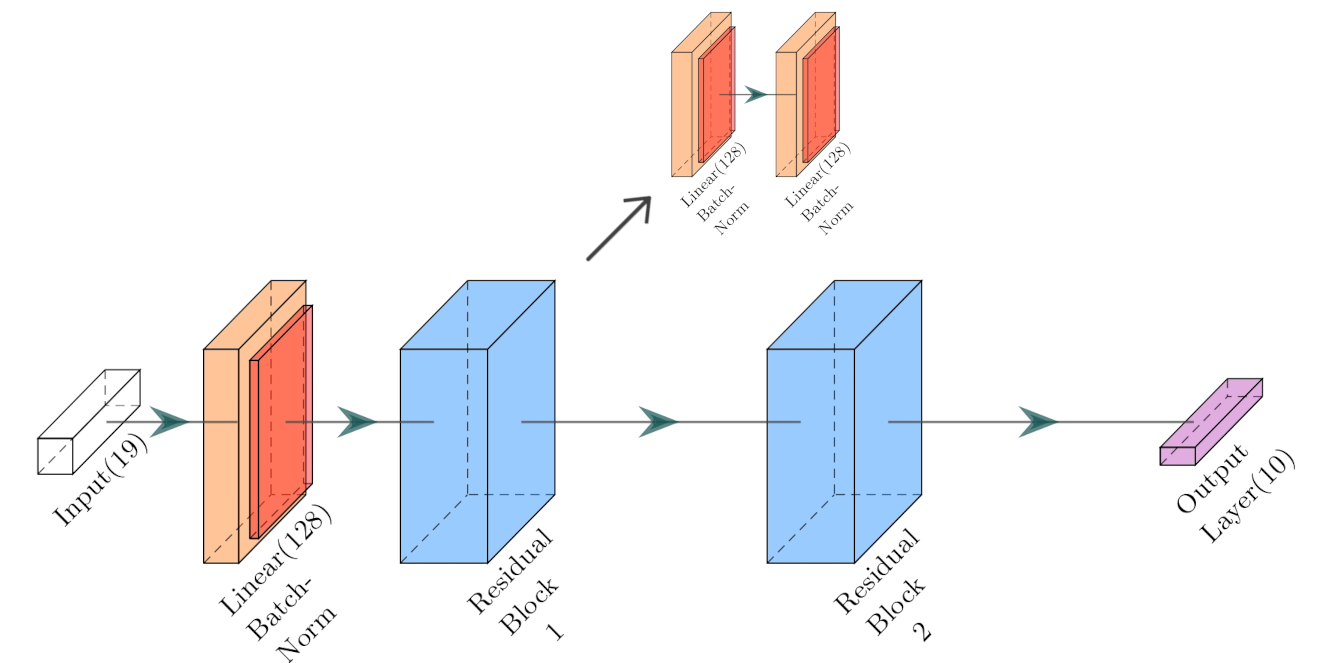 Linear(128)
Batch-
Norm
Linear(128)
Batch-
Norm
Input(19)
Linear(128)
Batch-
Norm
Residual
Block
1
Residual
Block
2
Output
Layer(10)